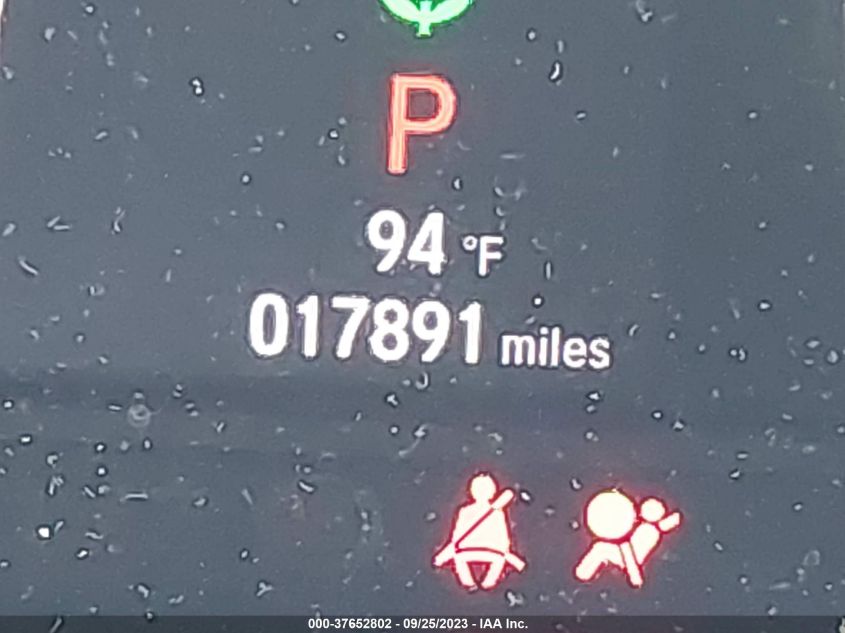 P
94 °F
017891 miles
000-37652802 - 09/25/2023 - IAA Inc.